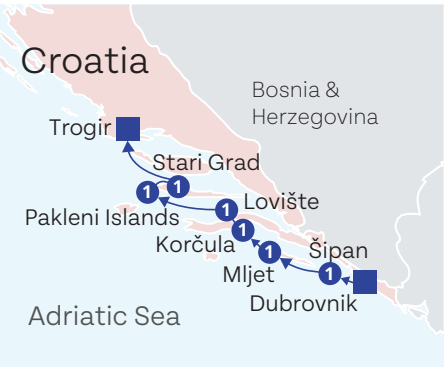 Croatia
Bosnia &
Herzegovina
Trogir
Stari Grad
1
1
Pakleni Islands
1
Lovište
1
Korčula
Šipan
1
Mljet
1
Dubrovnik
Adriatic Sea